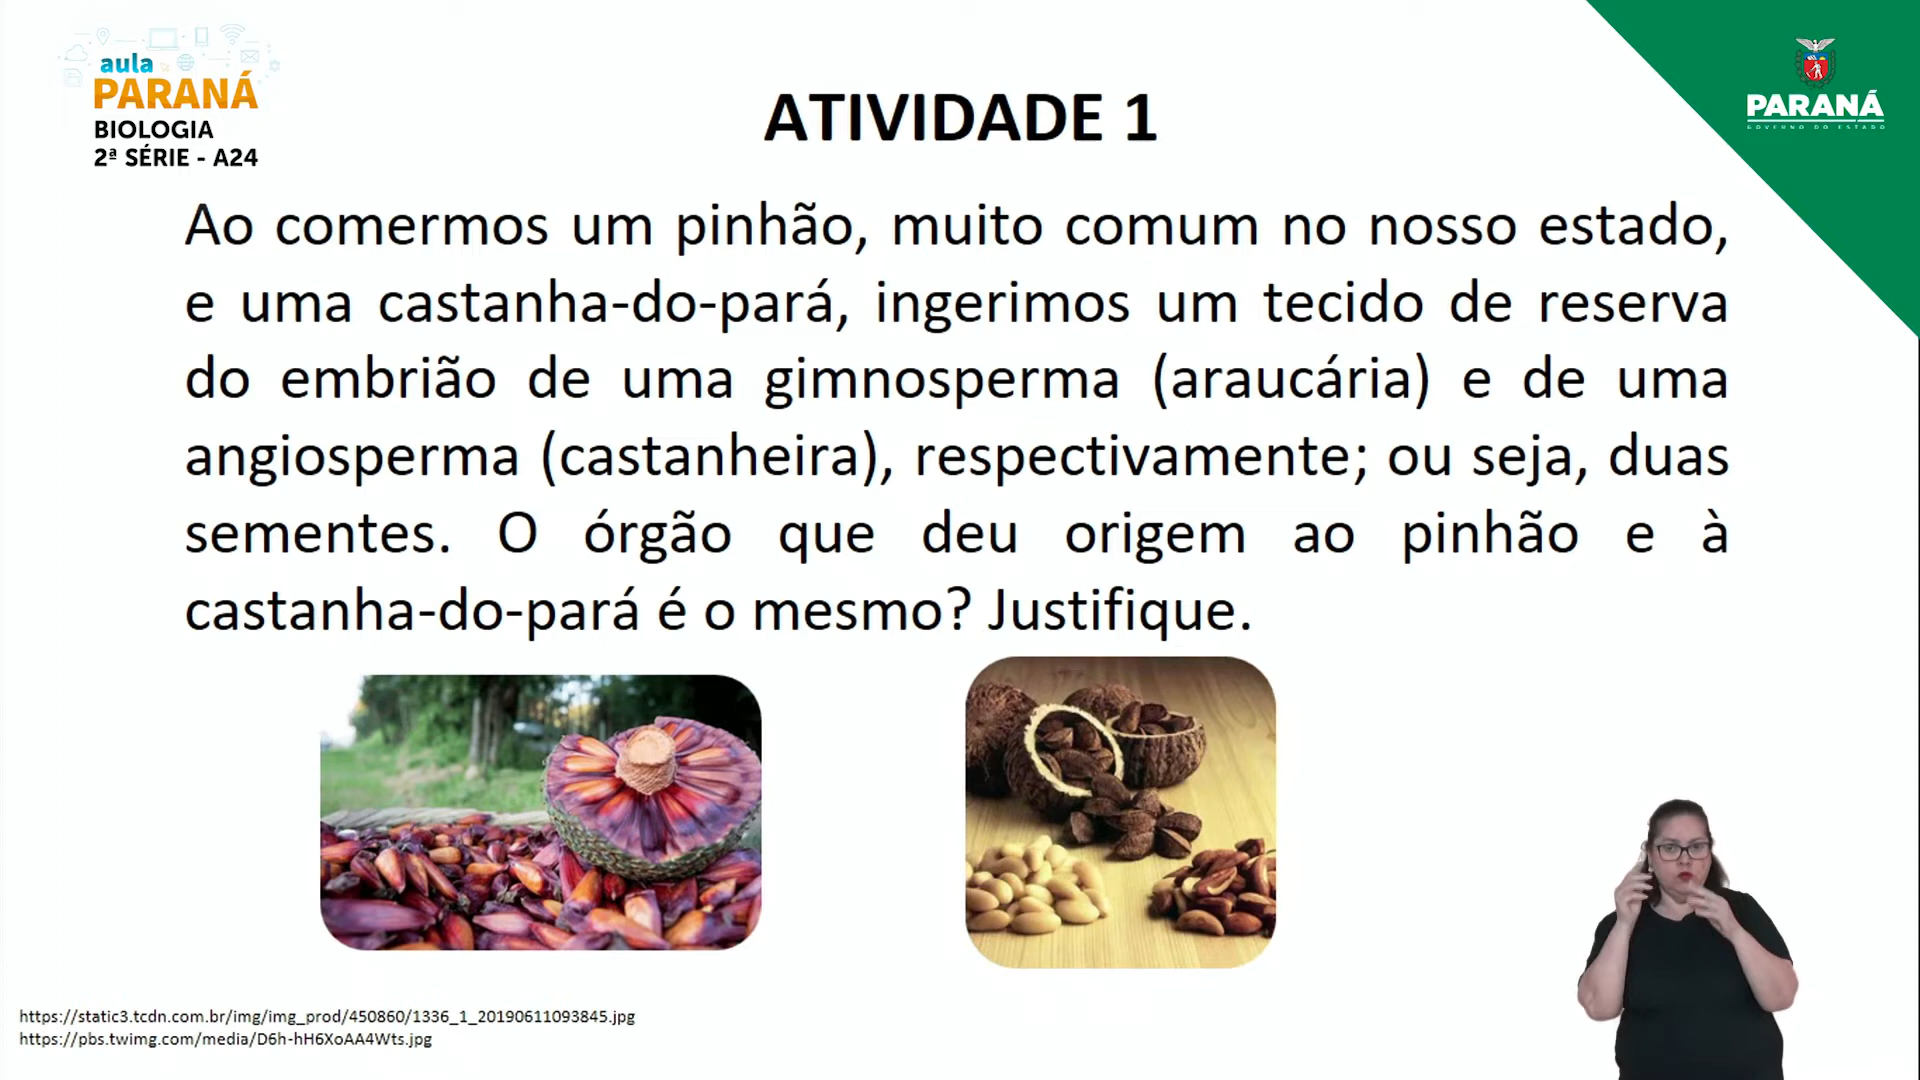 aula
PARANÁ
BIOLOGIA
2ª SÉRIE - A24
PARANÁ
GOVERNO DO ESTADO
ATIVIDADE 1
Ao comermos um pinhão, muito comum no nosso estado,
e uma castanha-do-pará, ingerimos um tecido de reserva
do embrião de uma gimnosperma (araucária) e de uma
angiosperma (castanheira), respectivamente; ou seja, duas
sementes. O órgão que deu origem ao pinhão e à
castanha-do-pará é o mesmo? Justifique.
https://static3.tcdn.com.br/img/img_prod/450860/1336_1_20190611093845.jpg
https://pbs.twimg.com/media/D6h-hH6XoAA4Wts.jpg